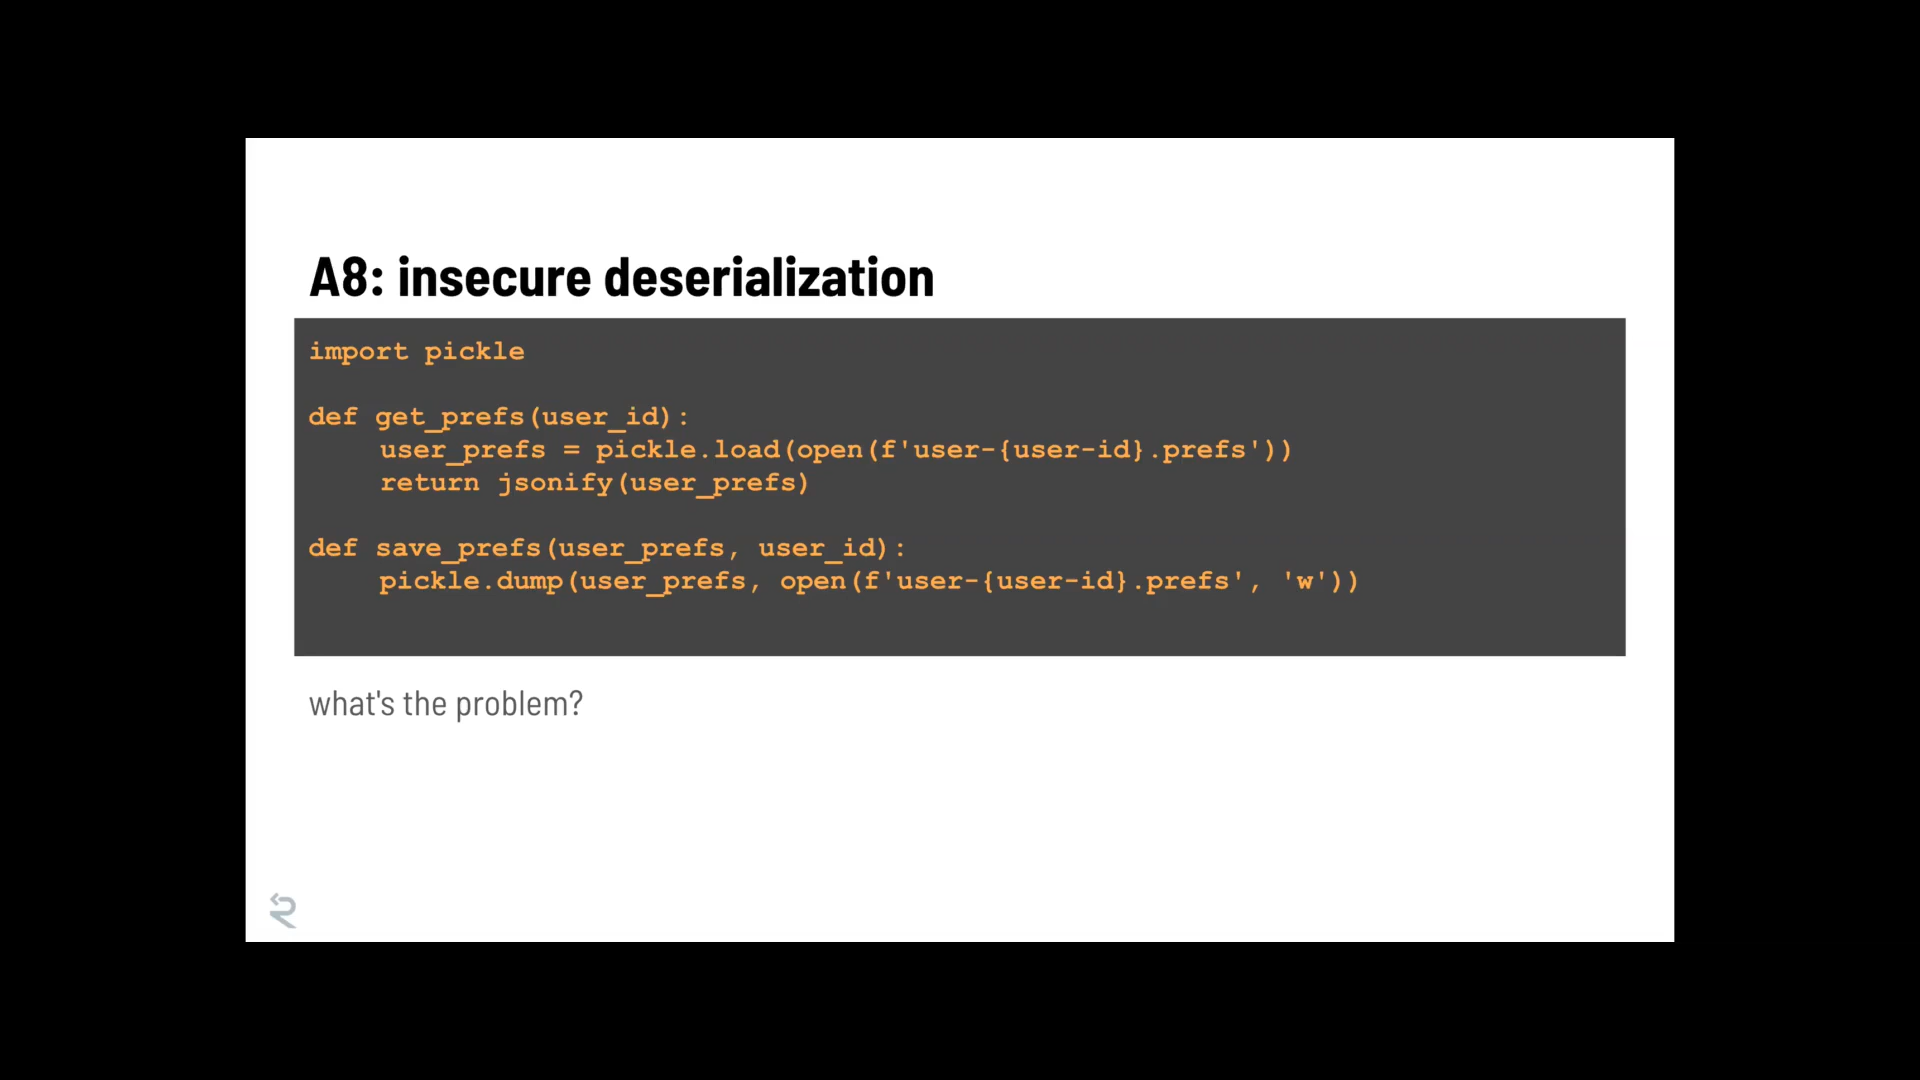 A8: insecure deserialization
import pickle
def get_prefs(user_id):
user_prefs = pickle.load(open(f'user-{user-id}.prefs'))
return jsonify(user_prefs)
def save_prefs(user_prefs, user_id):
pickle.dump(user_prefs, open(f'user-{user-id}.prefs', 'w'))
what's the problem?